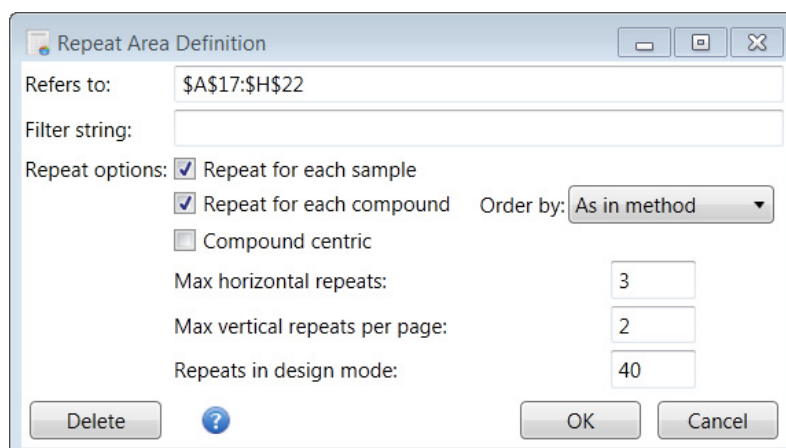 Repeat Area Definition
Refers to: $A$17:$H$22
Filter string:
Repeat options: Repeat for each sample
Repeat for each compound Order by: As in method
Compound centric
Max horizontal repeats: 3
Max vertical repeats per page: 2
Repeats in design mode: 40
Delete ? OK Cancel